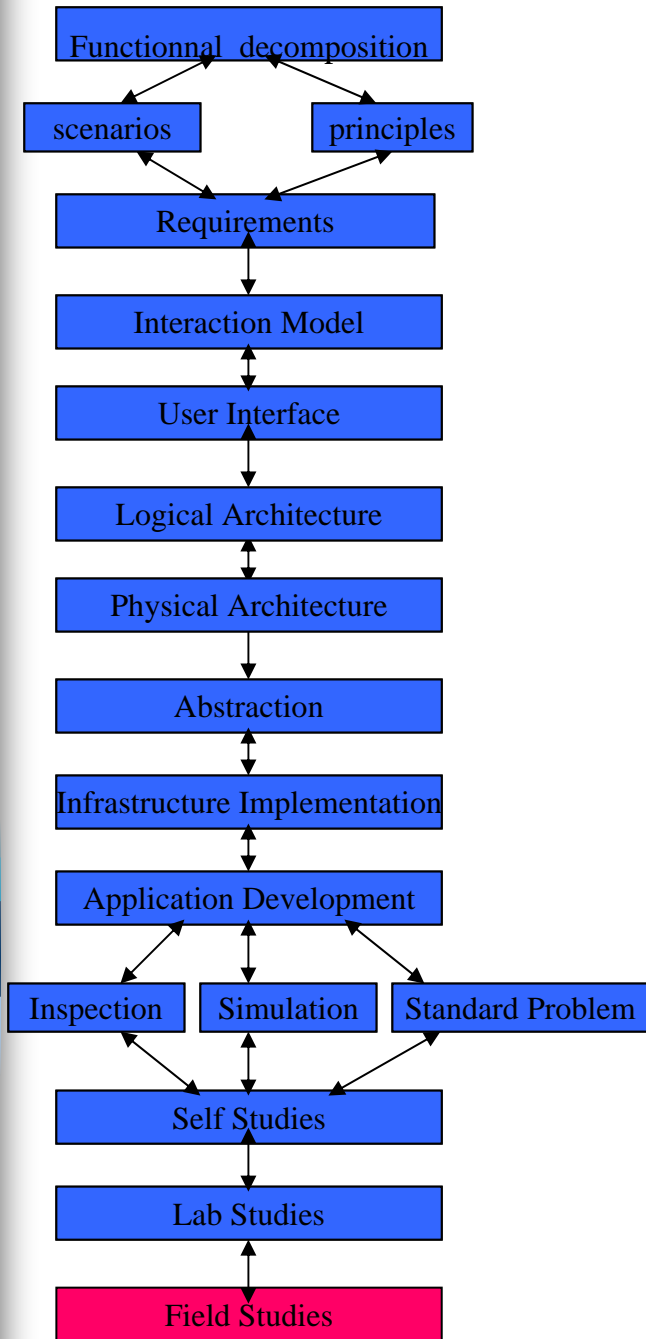 Functionnal decomposition
scenarios
principles
Requirements
Interaction Model
User Interface
Logical Architecture
Physical Architecture
Abstraction
Infrastructure Implementation
Application Development
Inspection
Simulation
Standard Problem
Self Studies
Lab Studies
Field Studies